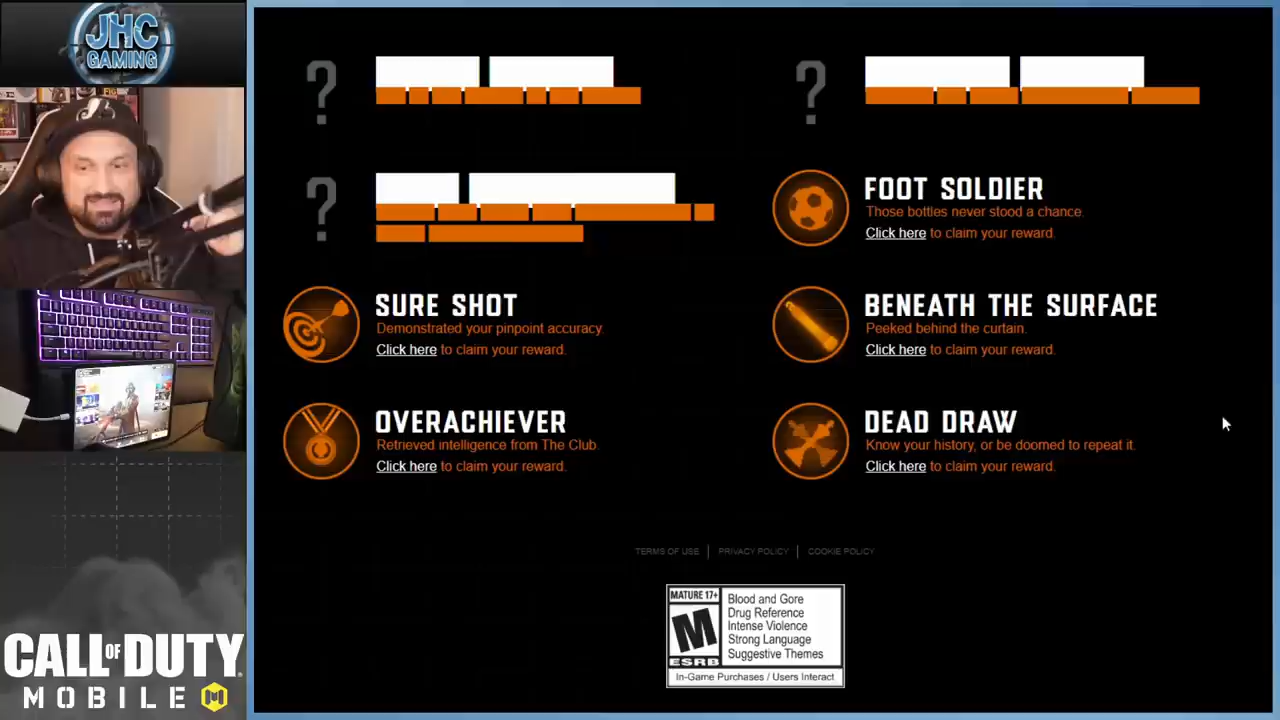 JHC
GAMING
?
?
?
FOOT SOLDIER
Those bottles never stood a chance.
Click here to claim your reward.
SURE SHOT
Demonstrated your pinpoint accuracy.
Click here to claim your reward.
BENEATH THE SURFACE
Peeked behind the curtain.
Click here to claim your reward.
OVERACHIEVER
Retrieved intelligence from The Club.
Click here to claim your reward.
DEAD DRAW
Know your history, or be doomed to repeat it.
Click here to claim your reward.
TERMS OF USE | PRIVACY POLICY | COOKIE POLICY
MATURE 17+
M
ESRB
Blood and Gore
Drug Reference
Intense Violence
Strong Language
Suggestive Themes
In-Game Purchases / Users Interact
CALL OF DUTY
MOBILE